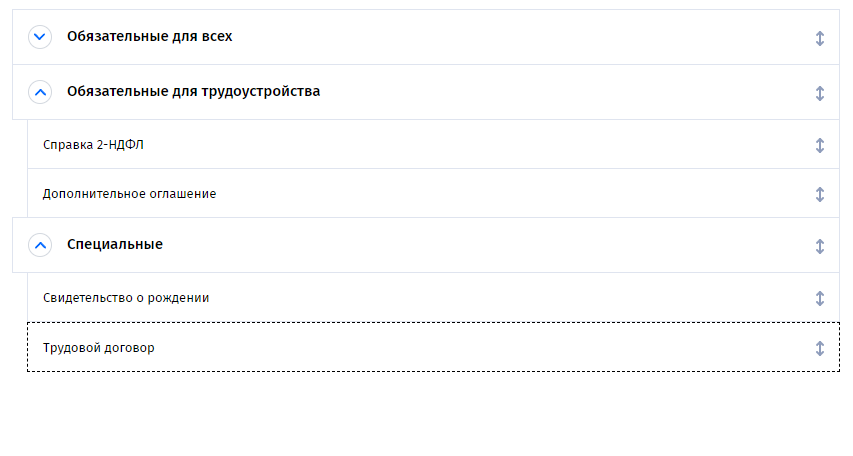 Обязательные для всех
Обязательные для трудоустройства
Справка 2-НДФЛ
Дополнительное оглашение
Специальные
Свидетельство о рождении
Трудовой договор